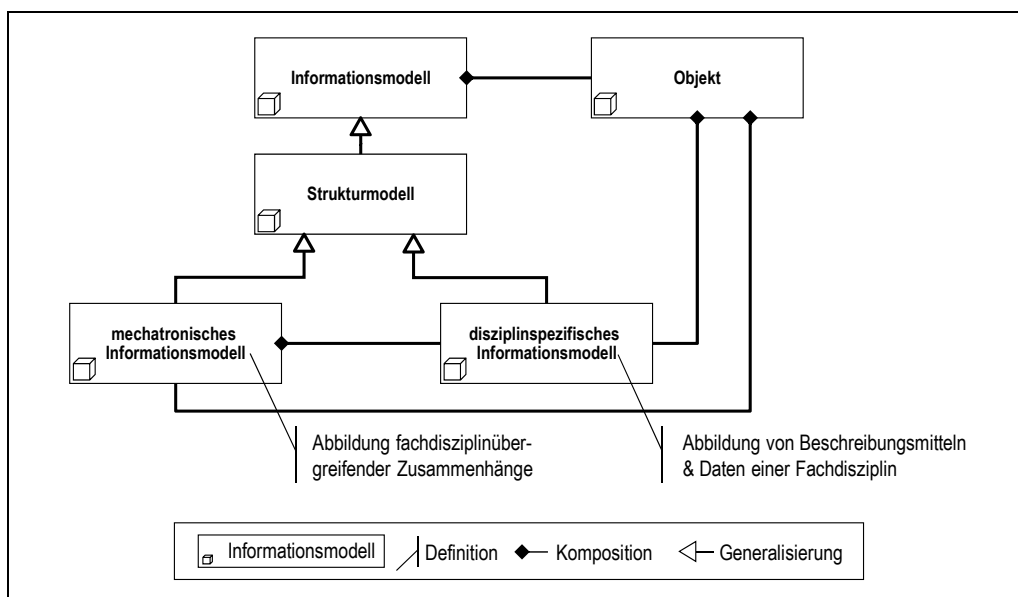 Informationsmodell
Objekt
Strukturmodell
mechatronisches
Informationsmodell
disziplinspezifisches
Informationsmodell
Abbildung fachdisziplinüber-
greifender Zusammenhänge
Abbildung von Beschreibungsmitteln
& Daten einer Fachdisziplin
Informationsmodell
Definition
Komposition
Generalisierung